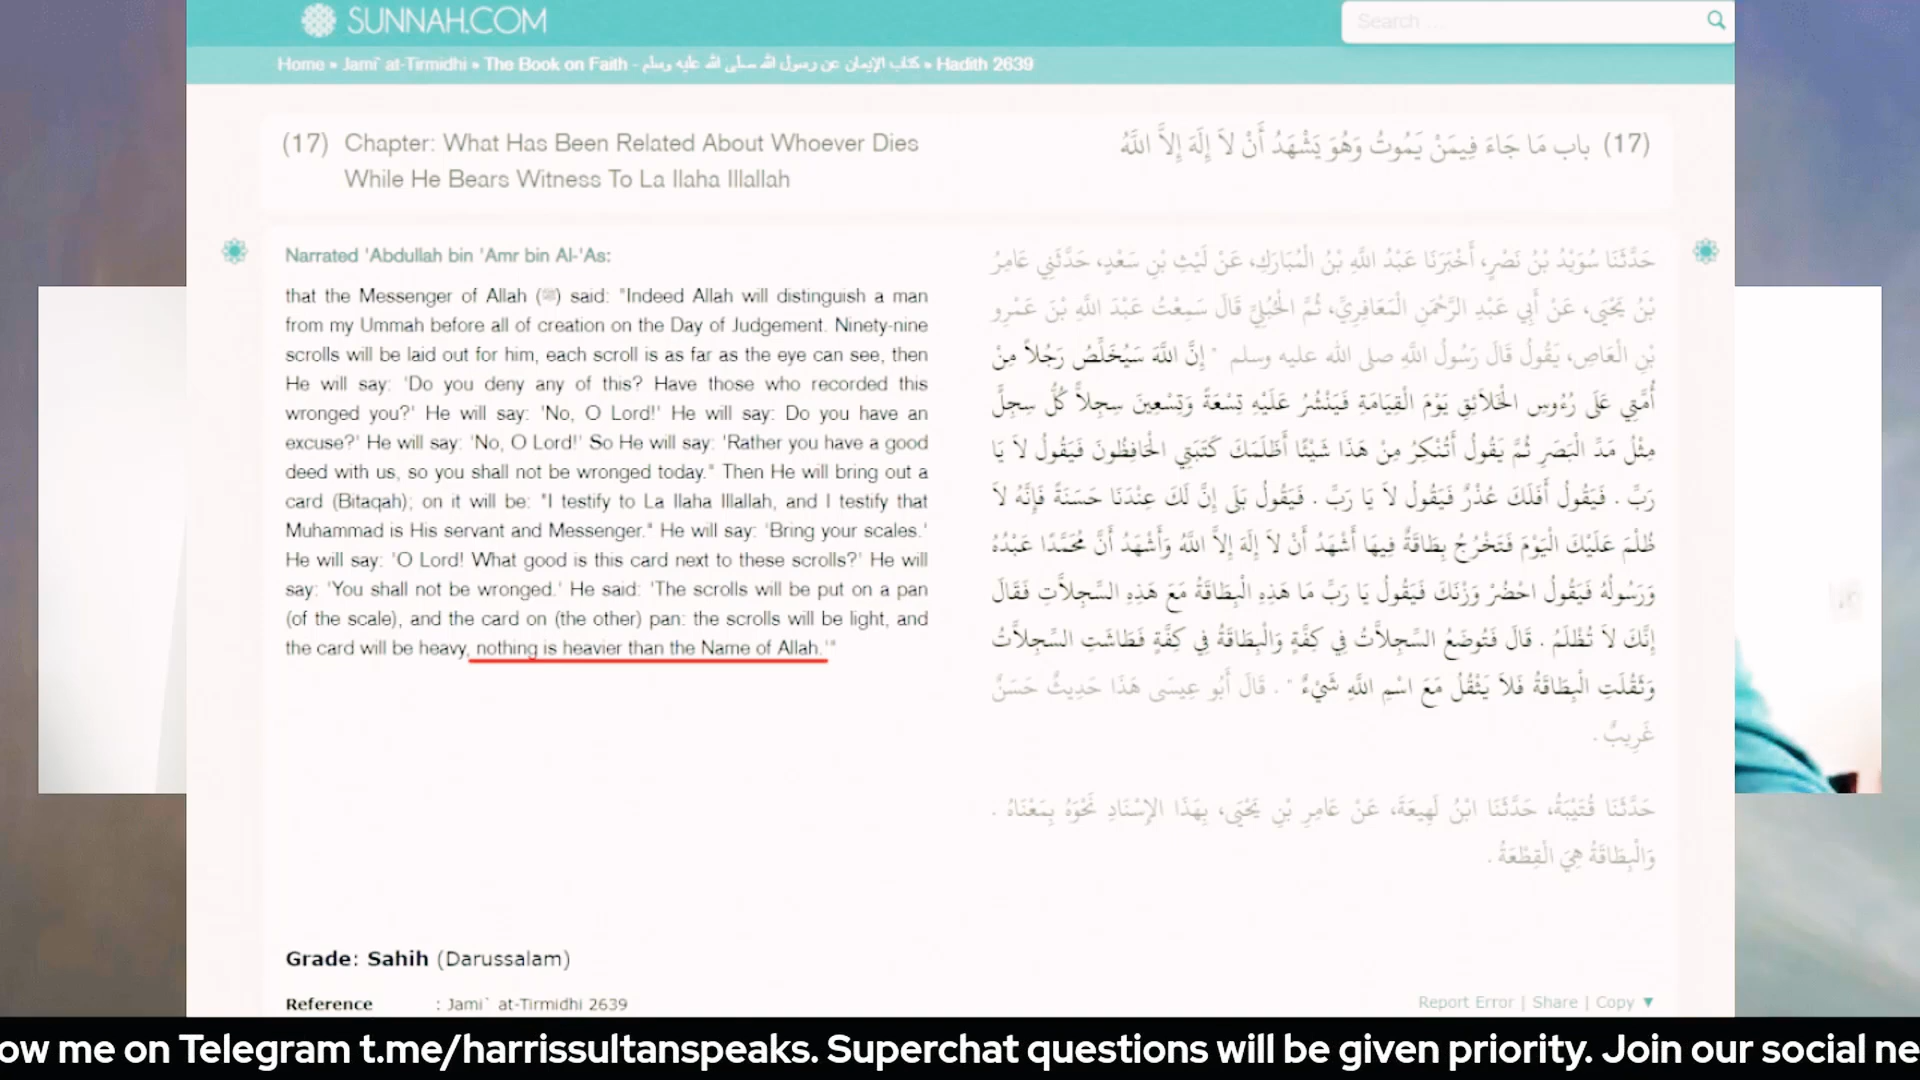 SUNNAH.COM
Search ...
Home » Jami` at-Tirmidhi » The Book on Faith - كتاب الإيمان عن رسول الله صلى الله عليه وسلم » Hadith 2639
(17) Chapter: What Has Been Related About Whoever Dies
While He Bears Witness To La Ilaha Illallah
(17) باب مَا جَاءَ فِيمَنْ يَمُوتُ وَهُوَ يَشْهَدُ أَنْ لاَ إِلَهَ إِلاَّ اللَّهُ
Narrated 'Abdullah bin 'Amr bin Al-'As:
that the Messenger of Allah (ﷺ) said: "Indeed Allah will distinguish a man
from my Ummah before all of creation on the Day of Judgement. Ninety-nine
scrolls will be laid out for him, each scroll is as far as the eye can see, then
He will say: 'Do you deny any of this? Have those who recorded this
wronged you?' He will say: 'No, O Lord!' He will say: Do you have an
excuse?' He will say: 'No, O Lord!' So He will say: 'Rather you have a good
deed with us, so you shall not be wronged today." Then He will bring out a
card (Bitaqah); on it will be: "I testify to La Ilaha Illallah, and I testify that
Muhammad is His servant and Messenger." He will say: 'Bring your scales.'
He will say: 'O Lord! What good is this card next to these scrolls?' He will
say: 'You shall not be wronged.' He said: 'The scrolls will be put on a pan
(of the scale), and the card on (the other) pan: the scrolls will be light, and
the card will be heavy, nothing is heavier than the Name of Allah.'"
حَدَّثَنَا سُوَيْدُ بْنُ نَصْرٍ، أَخْبَرَنَا عَبْدُ اللَّهِ بْنُ الْمُبَارَكِ، عَنْ لَيْثِ بْنِ سَعْدٍ، حَدَّثَنِي عَامِرُ
بْنُ يَحْيَى، عَنْ أَبِي عَبْدِ الرَّحْمَنِ الْمَعَافِرِيِّ، ثُمَّ الْحُبُلِيِّ قَالَ سَمِعْتُ عَبْدَ اللَّهِ بْنَ عَمْرِو
بْنِ الْعَاصِ، يَقُولُ قَالَ رَسُولُ اللَّهِ صلى الله عليه وسلم " إِنَّ اللَّهَ سَيُخَلِّصُ رَجُلاً مِنْ
أُمَّتِي عَلَى رُءُوسِ الْخَلاَئِقِ يَوْمَ الْقِيَامَةِ فَيَنْشُرُ عَلَيْهِ تِسْعَةً وَتِسْعِينَ سِجِلاًّ كُلُّ سِجِلٍّ
مِثْلُ مَدِّ الْبَصَرِ ثُمَّ يَقُولُ أَتُنْكِرُ مِنْ هَذَا شَيْئًا أَظَلَمَكَ كَتَبَتِي الْحَافِظُونَ فَيَقُولُ لاَ يَا
رَبِّ . فَيَقُولُ أَفَلَكَ عُذْرٌ فَيَقُولُ لاَ يَا رَبِّ . فَيَقُولُ بَلَى إِنَّ لَكَ عِنْدَنَا حَسَنَةً فَإِنَّهُ لاَ
ظُلْمَ عَلَيْكَ الْيَوْمَ فَتَخْرُجُ بِطَاقَةٌ فِيهَا أَشْهَدُ أَنْ لاَ إِلَهَ إِلاَّ اللَّهُ وَأَشْهَدُ أَنَّ مُحَمَّدًا عَبْدُهُ
وَرَسُولُهُ فَيَقُولُ احْضُرْ وَزْنَكَ فَيَقُولُ يَا رَبِّ مَا هَذِهِ الْبِطَاقَةُ مَعَ هَذِهِ السِّجِلاَّتِ فَقَالَ
إِنَّكَ لاَ تُظْلَمُ . قَالَ فَتُوضَعُ السِّجِلاَّتُ فِي كِفَّةٍ وَالْبِطَاقَةُ فِي كِفَّةٍ فَطَاشَتِ السِّجِلاَّتُ
وَثَقُلَتِ الْبِطَاقَةُ فَلاَ يَثْقُلُ مَعَ اسْمِ اللَّهِ شَيْءٌ " . قَالَ أَبُو عِيسَى هَذَا حَدِيثٌ حَسَنٌ
غَرِيبٌ .
حَدَّثَنَا قُتَيْبَةُ، حَدَّثَنَا ابْنُ لَهِيعَةَ، عَنْ عَامِرِ بْنِ يَحْيَى، بِهَذَا الإِسْنَادِ نَحْوَهُ بِمَعْنَاهُ .
وَالْبِطَاقَةُ هِيَ الْقِطْعَةُ .
Grade: Sahih (Darussalam)
Reference : Jami` at-Tirmidhi 2639
Report Error | Share | Copy ▼
ow me on Telegram t.me/harrissultanspeaks. Superchat questions will be given priority. Join our social ne